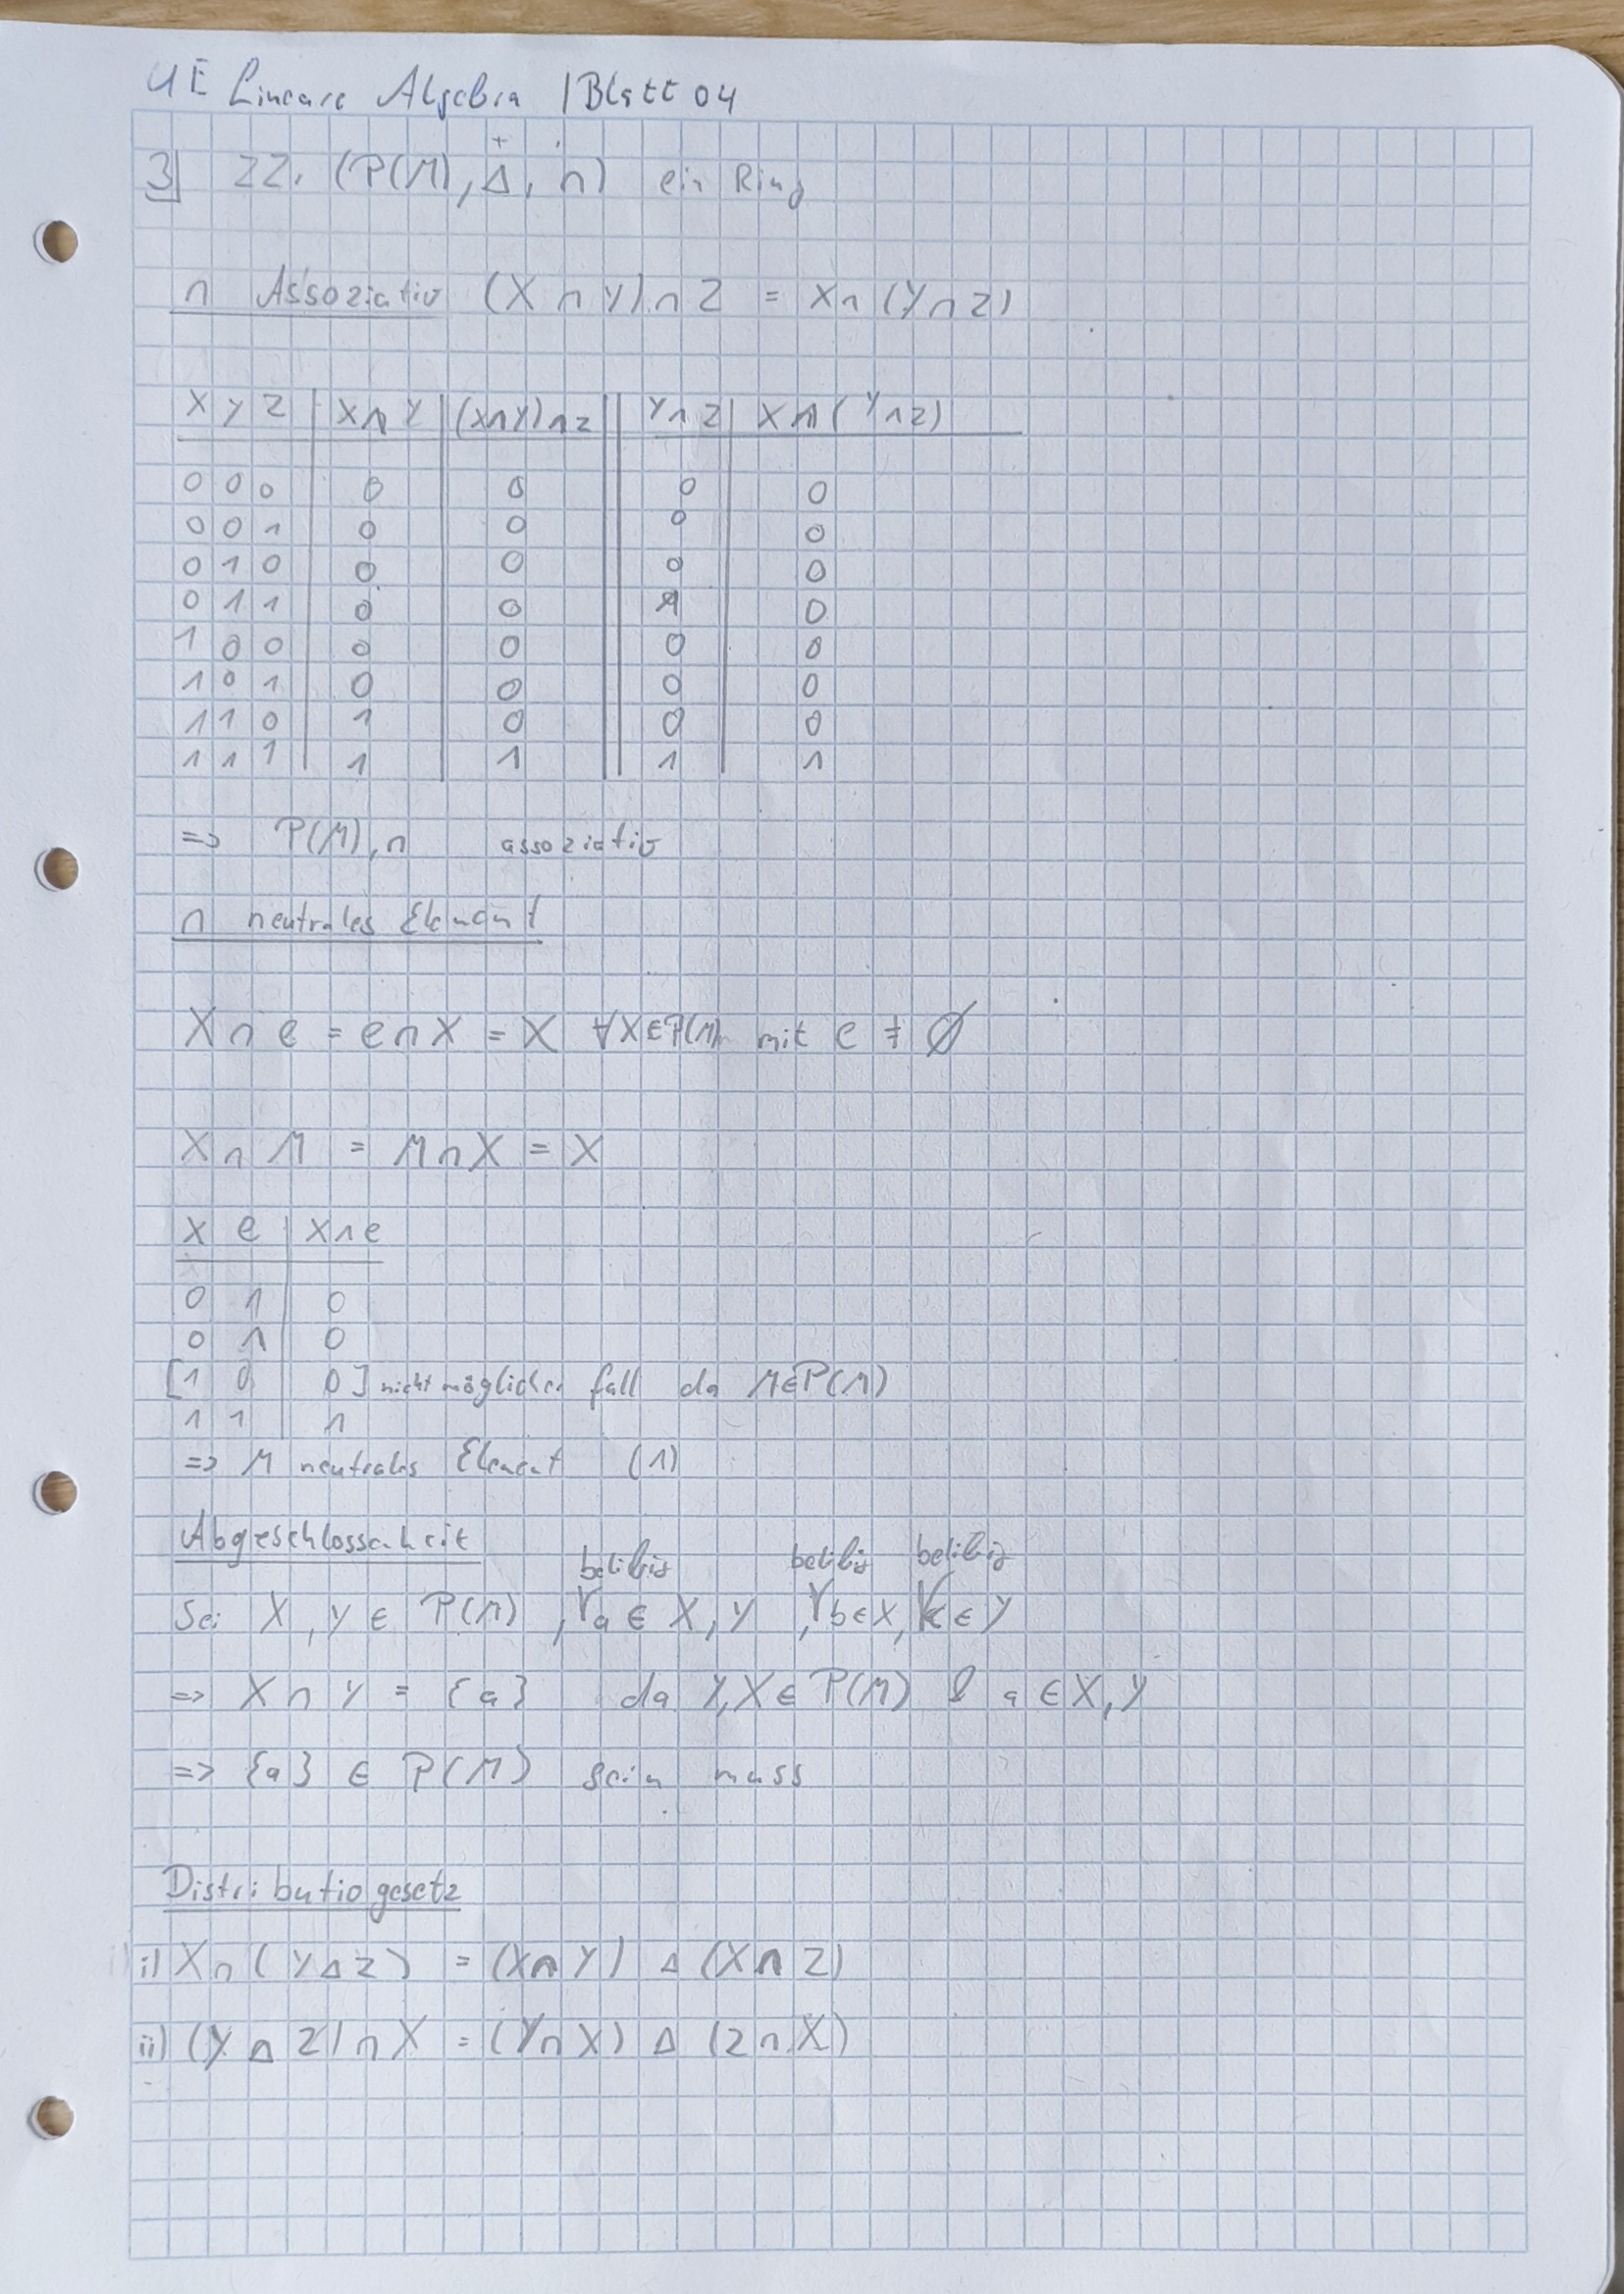 UE Lineare Algebra 1 Blatt 04
+ ·
3] ZZ. (P(M), Δ, ∩) ein Ring
∩ Assoziativ (X ∩ Y) ∩ Z = X ∩ (Y ∩ Z)
X Y Z | X ∩ Y | (X ∩ Y) ∩ Z || Y ∩ Z | X ∩ (Y ∩ Z)
0 0 0 | 0 | 0 || 0 | 0
0 0 1 | 0 | 0 || 0 | 0
0 1 0 | 0 | 0 || 0 | 0
0 1 1 | 0 | 0 || 1 | 0
1 0 0 | 0 | 0 || 0 | 0
1 0 1 | 0 | 0 || 0 | 0
1 1 0 | 1 | 0 || 0 | 0
1 1 1 | 1 | 1 || 1 | 1
=> P(M), ∩ assoziativ
∩ neutrales Element
X ∩ e = e ∩ X = X ∀X∈P(M) mit e ≠ ∅
X ∩ M = M ∩ X = X
X e | X ∩ e
0 1 | 0
0 1 | 0
[1 0 | 0] nicht möglicher fall da M∈P(M)
1 1 | 1
=> M neutrales Element (1)
Abgeschlossenheit
belibig belibig belibig
Sei X, Y ∈ P(M), ∀a ∈ X, Y, ∀b∈X, ∀c ∈ Y
=> X ∩ Y = {a} da Y, X ∈ P(M) & a ∈ X, Y
=> {a} ∈ P(M) sein muss
Distributiogesetz
i) X ∩ (Y Δ Z) = (X ∩ Y) Δ (X ∩ Z)
ii) (Y Δ Z) ∩ X = (Y ∩ X) Δ (Z ∩ X)